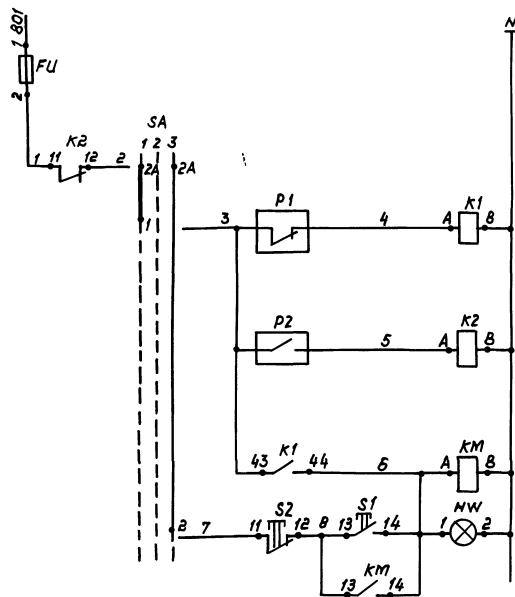 1 801
N
FU
2
SA
K2
1 2 3
1 11 12 2 2A 2A
1
P1 K1
3 4 A B
P2 K2
5 A B
K1 KM
43 44 6 A B
S2 S1 HW
2 7 11 12 8 13 14 1 2
KM
13 14